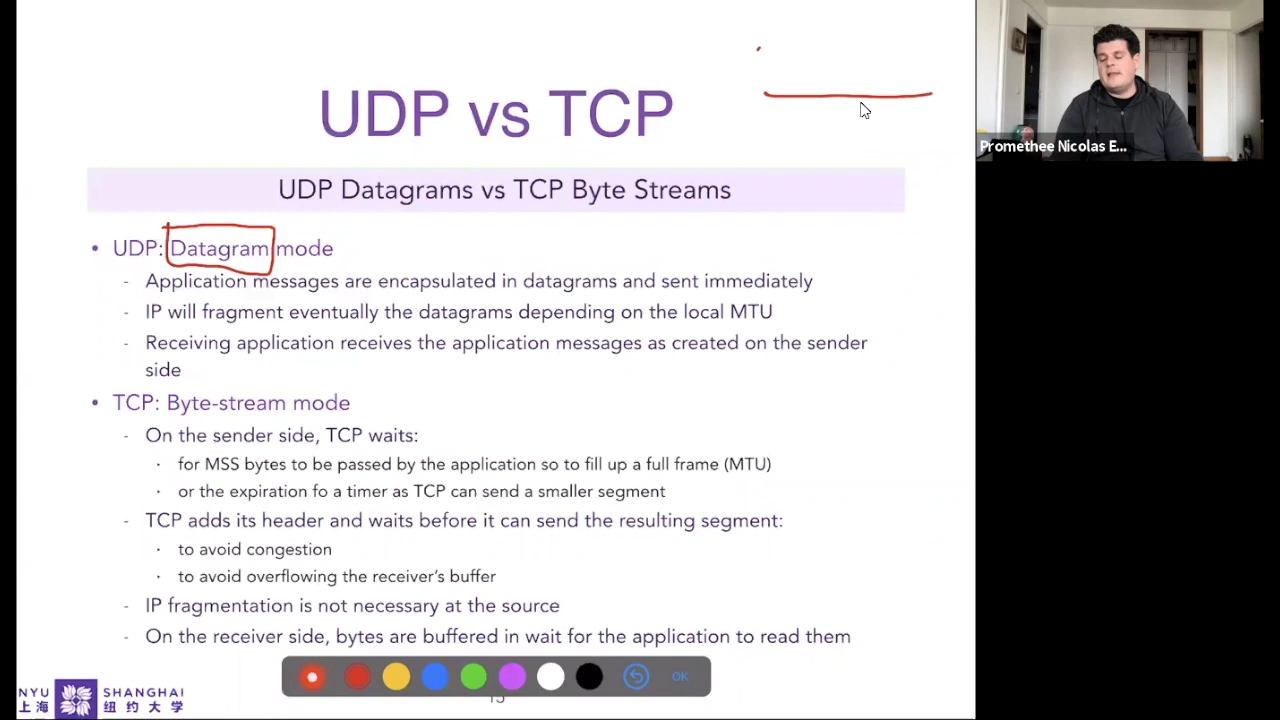 UDP vs TCP
Promethee Nicolas E...
UDP Datagrams vs TCP Byte Streams
• UDP: Datagram mode
- Application messages are encapsulated in datagrams and sent immediately
- IP will fragment eventually the datagrams depending on the local MTU
- Receiving application receives the application messages as created on the sender
side
• TCP: Byte-stream mode
- On the sender side, TCP waits:
· for MSS bytes to be passed by the application so to fill up a full frame (MTU)
· or the expiration fo a timer as TCP can send a smaller segment
- TCP adds its header and waits before it can send the resulting segment:
· to avoid congestion
· to avoid overflowing the receiver's buffer
- IP fragmentation is not necessary at the source
- On the receiver side, bytes are buffered in wait for the application to read them
OK
NYU SHANGHAI
上海 纽约大学